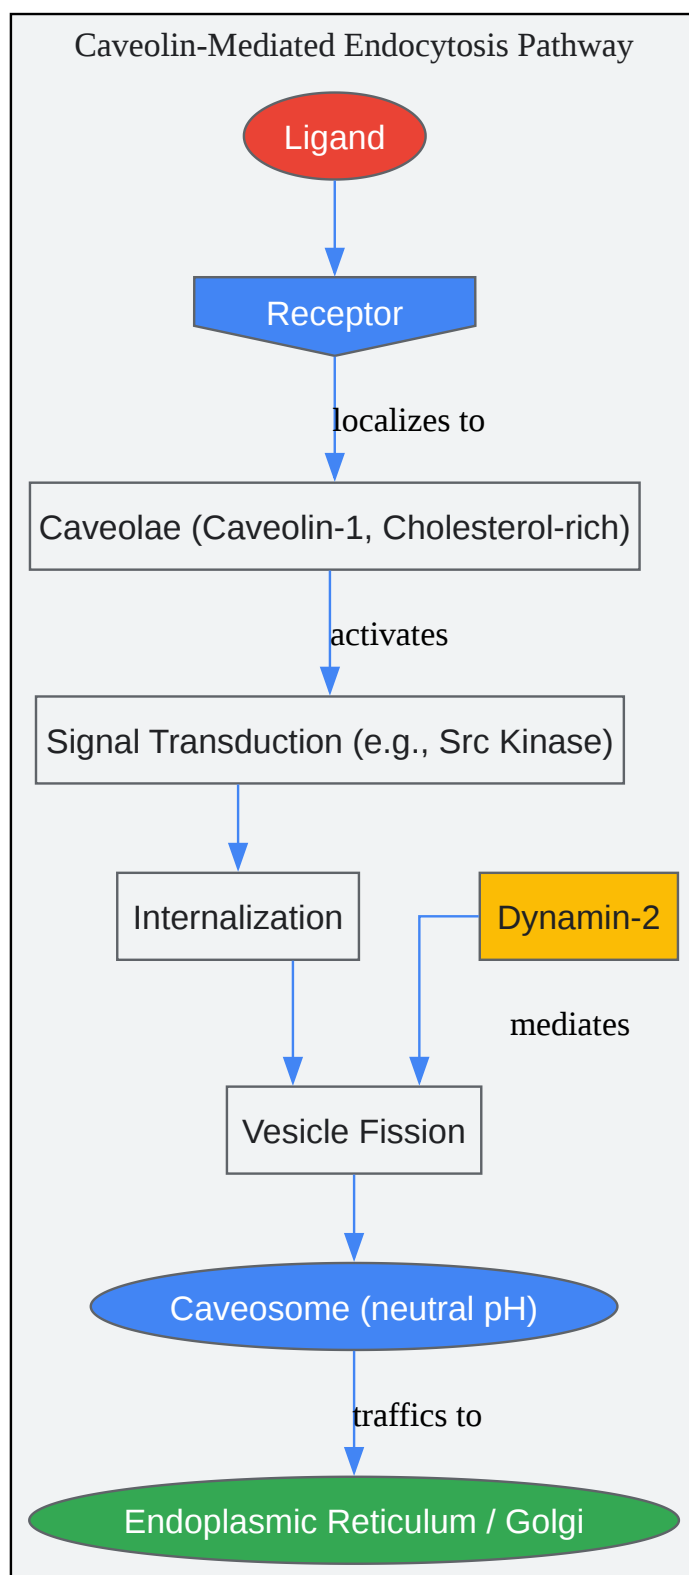 Caveolin-Mediated Endocytosis Pathway
Ligand
Receptor
localizes to
Caveolae (Caveolin-1, Cholesterol-rich)
activates
Signal Transduction (e.g., Src Kinase)
Internalization
Dynamin-2
mediates
Vesicle Fission
Caveosome (neutral pH)
traffics to
Endoplasmic Reticulum / Golgi